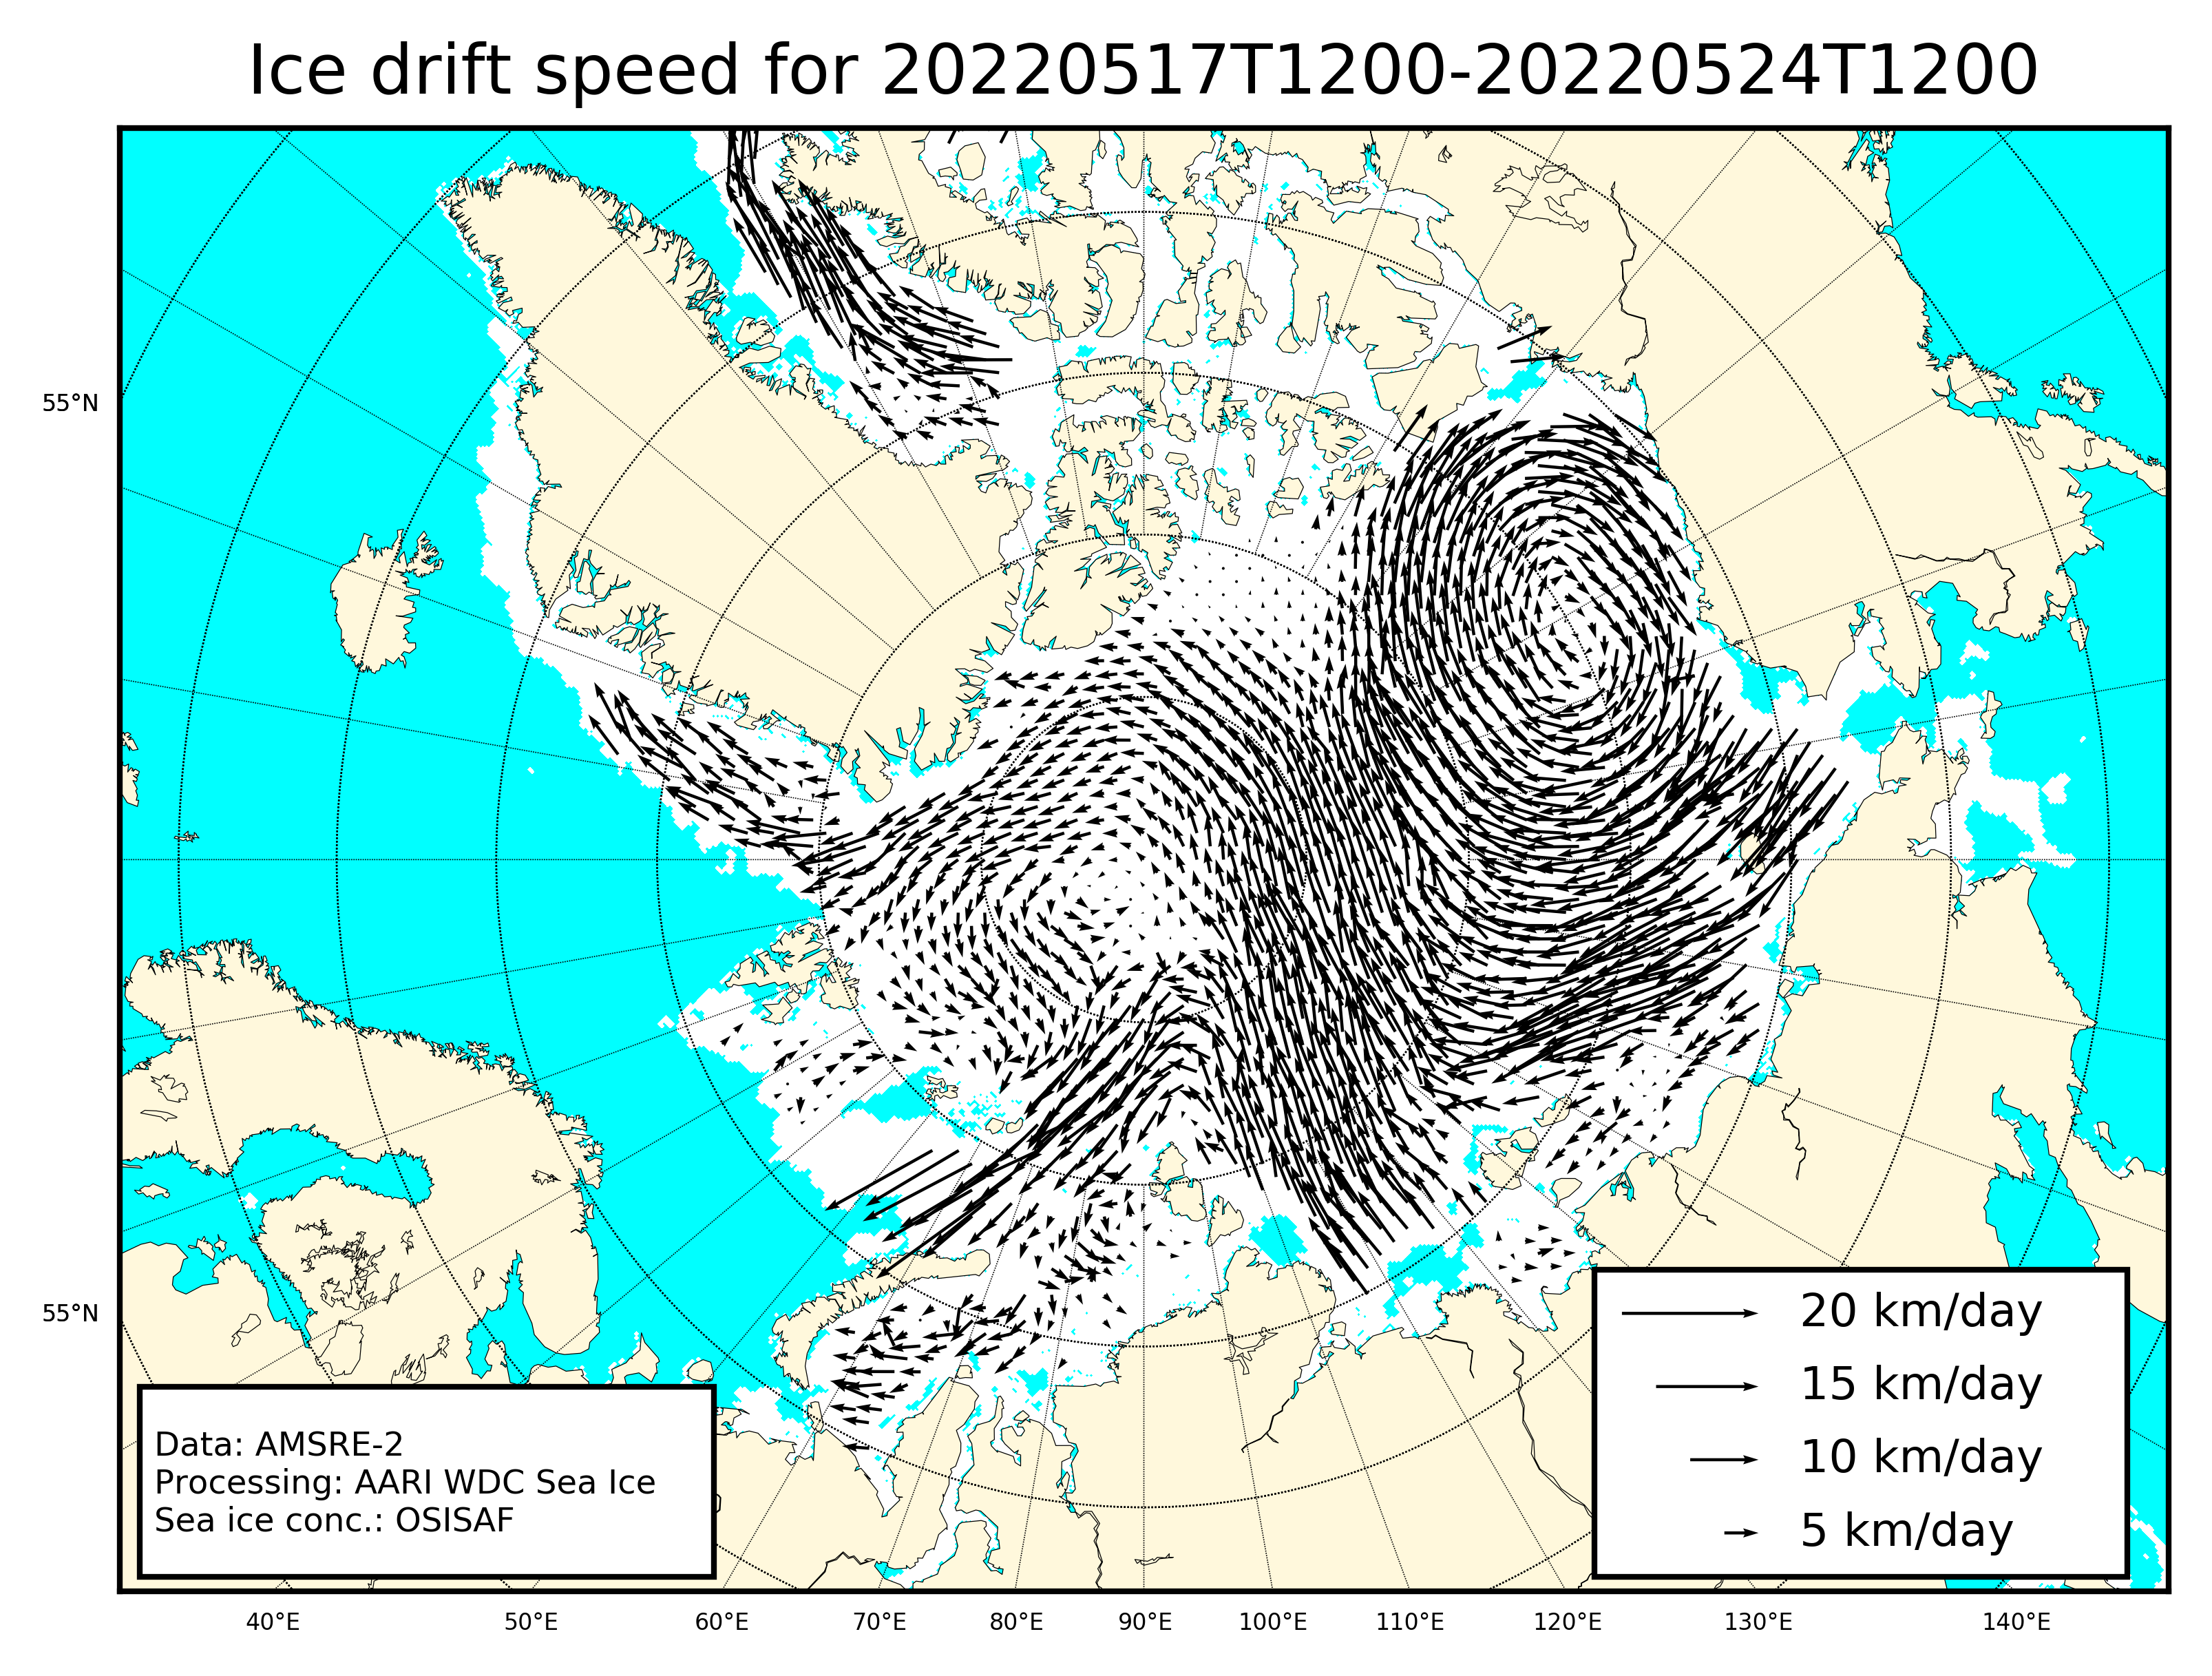 Ice drift speed for 20220517T1200-20220524T1200
55°N
55°N
Data: AMSRE-2
Processing: AARI WDC Sea Ice
Sea ice conc.: OSISAF
20 km/day
15 km/day
10 km/day
5 km/day
40°E 50°E 60°E 70°E 80°E 90°E 100°E 110°E 120°E 130°E 140°E